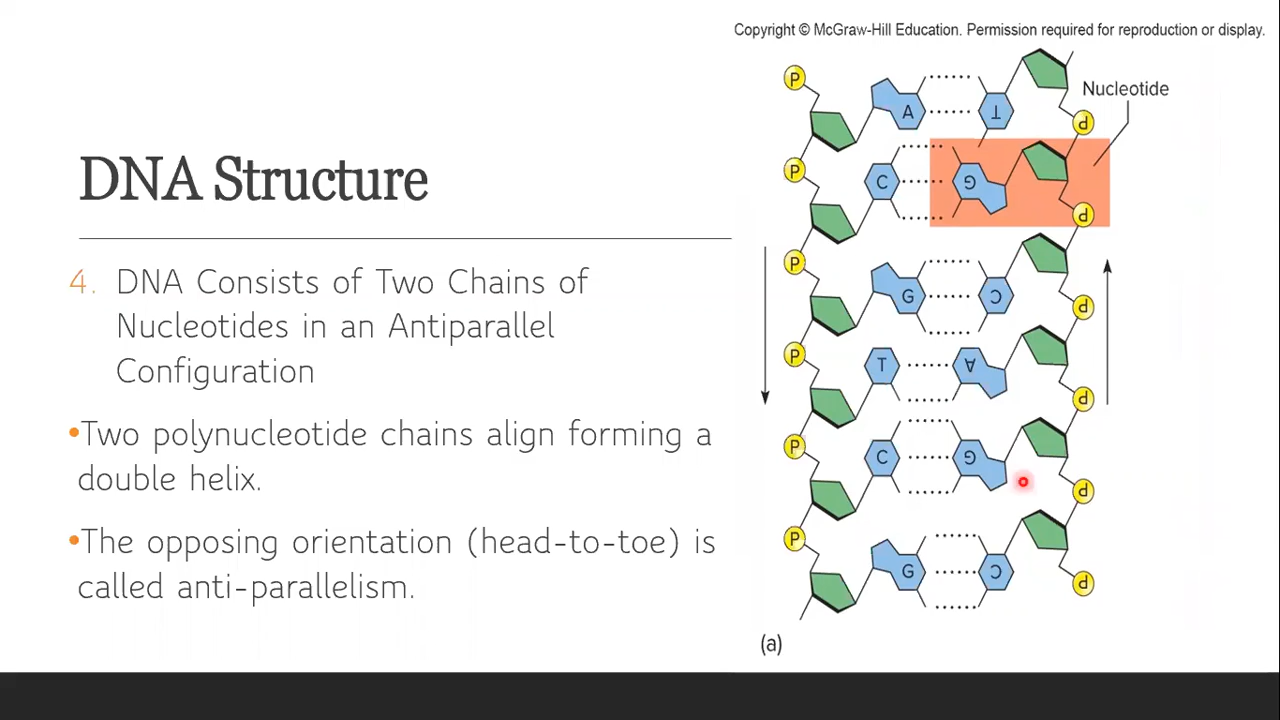 Copyright © McGraw-Hill Education. Permission required for reproduction or display.
DNA Structure
4. DNA Consists of Two Chains of
Nucleotides in an Antiparallel
Configuration
•Two polynucleotide chains align forming a
double helix.
•The opposing orientation (head-to-toe) is
called anti-parallelism.
Nucleotide
P
A T
P
P
C G
P
P
G C
P
P
T A
P
P
C G
P
P
G C
P
(a)